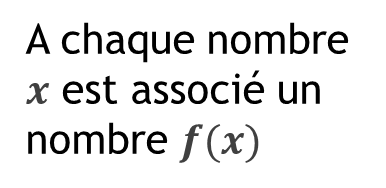 A chaque nombre
x est associé un
nombre f(x)